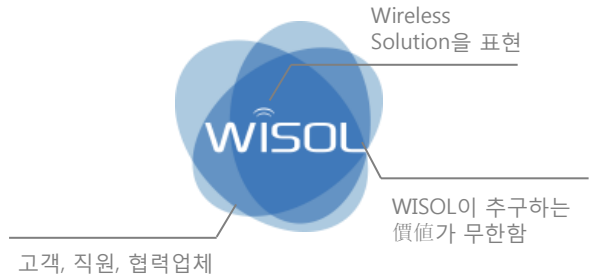 Wireless
Solution을 표현
WISOL
WISOL이 추구하는
價値가 무한함
고객, 직원, 협력업체